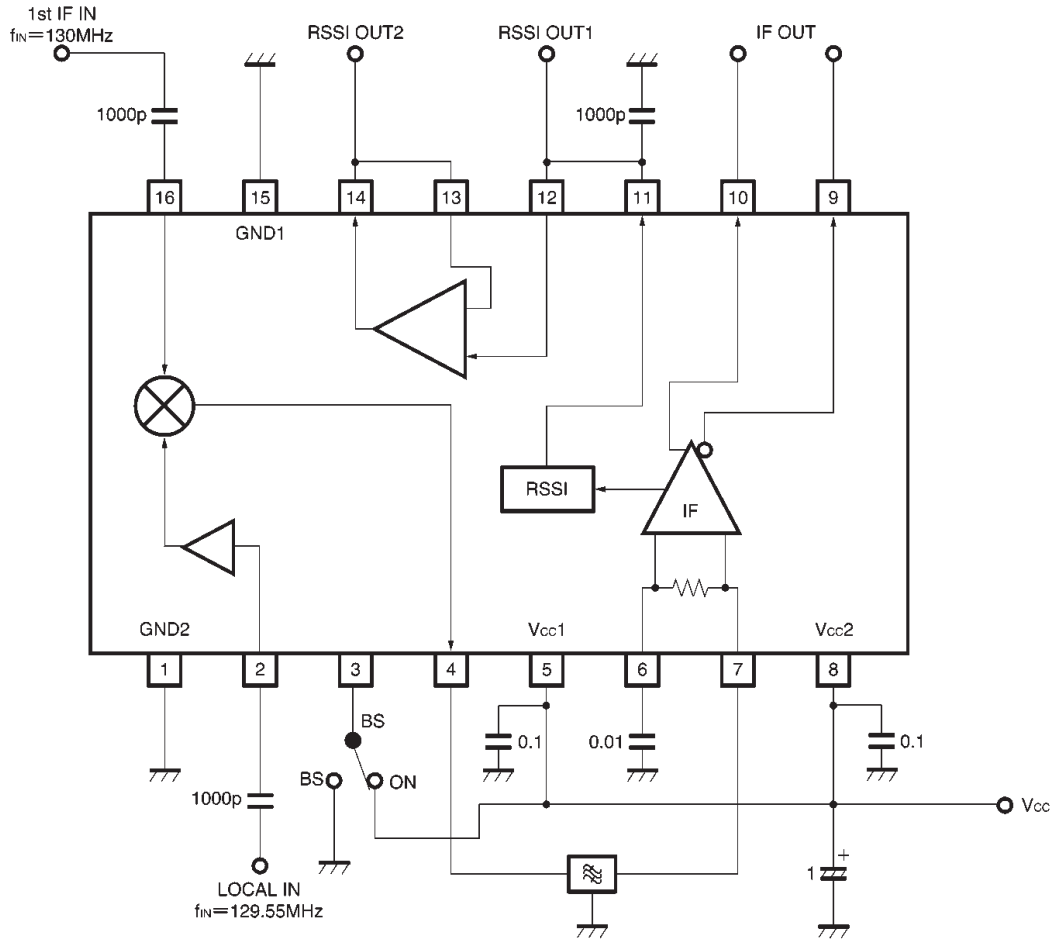 1st IF IN
fIN=130MHz
RSSI OUT2
RSSI OUT1
IF OUT
1000p
1000p
16
15
14
13
12
11
10
9
GND1
RSSI
IF
GND2
Vcc1
Vcc2
1
2
3
4
5
6
7
8
BS
0.1
0.01
0.1
BS
ON
1000p
Vcc
+
1
LOCAL IN
fIN=129.55MHz